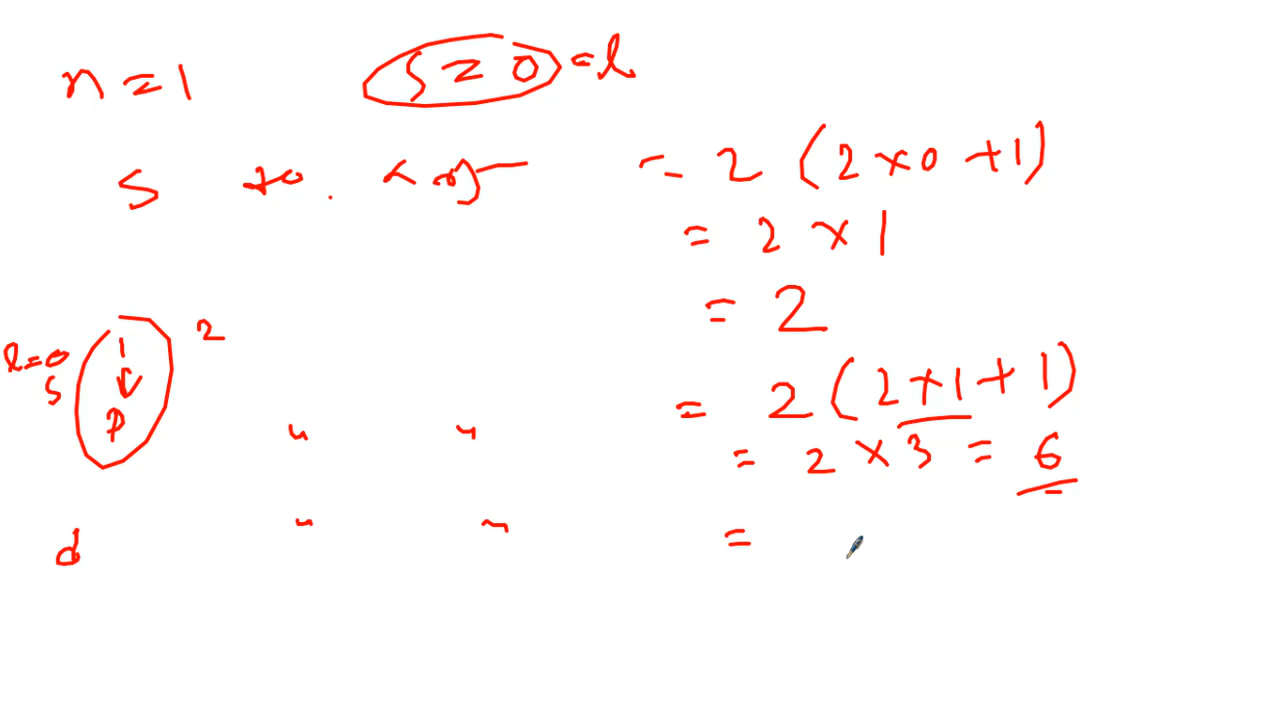 n = 1 s = 0 = l
= 2 (2 × 0 + 1)
s to.
= 2 × 1
= 2
2
l = 0 1
s ↓
p
= 2 (2 × 1 + 1)
" "
= 2 × 3 = 6
d " "
=